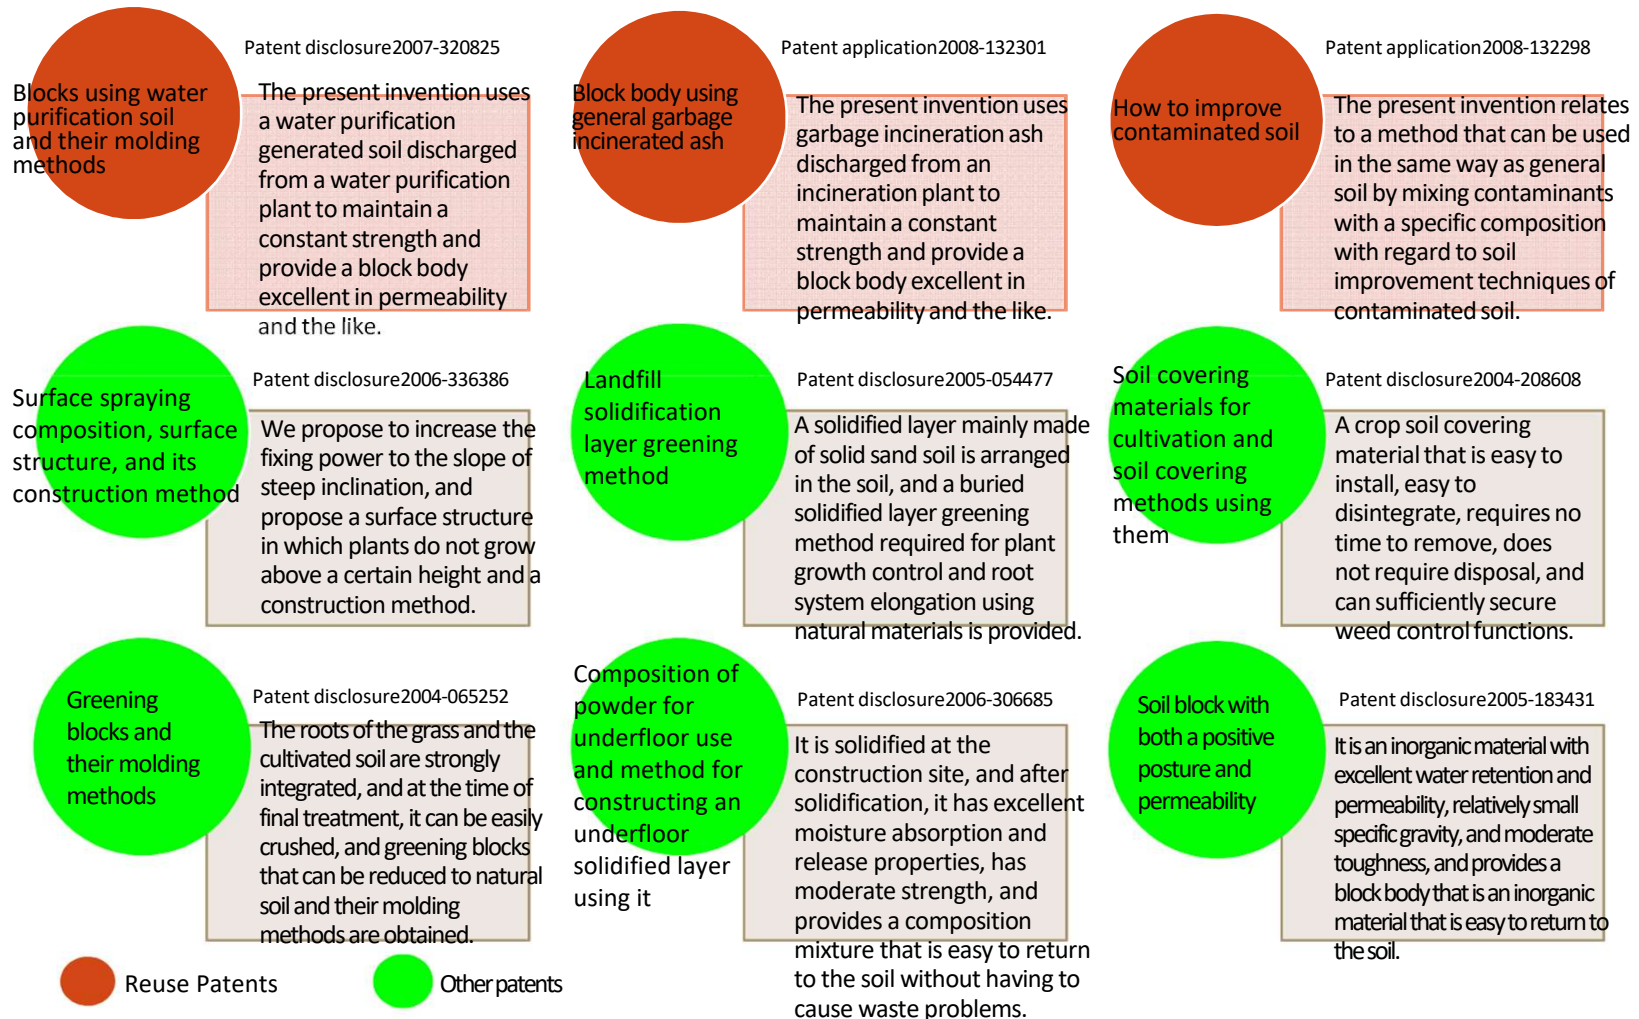 Patent disclosure2007-320825
Blocks using water
purification soil
and their molding
methods
The present invention uses
a water purification
generated soil discharged
from a water purification
plant to maintain a
constant strength and
provide a block body
excellent in permeability
and the like.
Patent application2008-132301
Block body using
general garbage
incinerated ash
The present invention uses
garbage incineration ash
discharged from an
incineration plant to
maintain a constant
strength and provide a
block body excellent in
permeability and the like.
Patent application2008-132298
How to improve
contaminated soil
The present invention relates
to a method that can be used
in the same way as general
soil by mixing contaminants
with a specific composition
with regard to soil
improvement techniques of
contaminated soil.
Patent disclosure2006-336386
Surface spraying
composition, surface
structure, and its
construction method
We propose to increase the
fixing power to the slope of
steep inclination, and
propose a surface structure
in which plants do not grow
above a certain height and a
construction method.
Patent disclosure2005-054477
Landfill
solidification
layer greening
method
A solidified layer mainly made
of solid sand soil is arranged
in the soil, and a buried
solidified layer greening
method required for plant
growth control and root
system elongation using
natural materials is provided.
Patent disclosure2004-208608
Soil covering
materials for
cultivation and
soil covering
methods using
them
A crop soil covering
material that is easy to
install, easy to
disintegrate, requires no
time to remove, does
not require disposal, and
can sufficiently secure
weed control functions.
Patent disclosure2004-065252
Greening
blocks and
their molding
methods
The roots of the grass and the
cultivated soil are strongly
integrated, and at the time of
final treatment, it can be easily
crushed, and greening blocks
that can be reduced to natural
soil and their molding
methods are obtained.
Patent disclosure2006-306685
Composition of
powder for
underfloor use
and method for
constructing an
underfloor
solidified layer
using it
It is solidified at the
construction site, and after
solidification, it has excellent
moisture absorption and
release properties, has
moderate strength, and
provides a composition
mixture that is easy to return
to the soil without having to
cause waste problems.
Patent disclosure2005-183431
Soil block with
both a positive
posture and
permeability
It is an inorganic material with
excellent water retention and
permeability, relatively small
specific gravity, and moderate
toughness, and provides a
block body that is an inorganic
material that is easy to return to
the soil.
Reuse Patents
Other patents